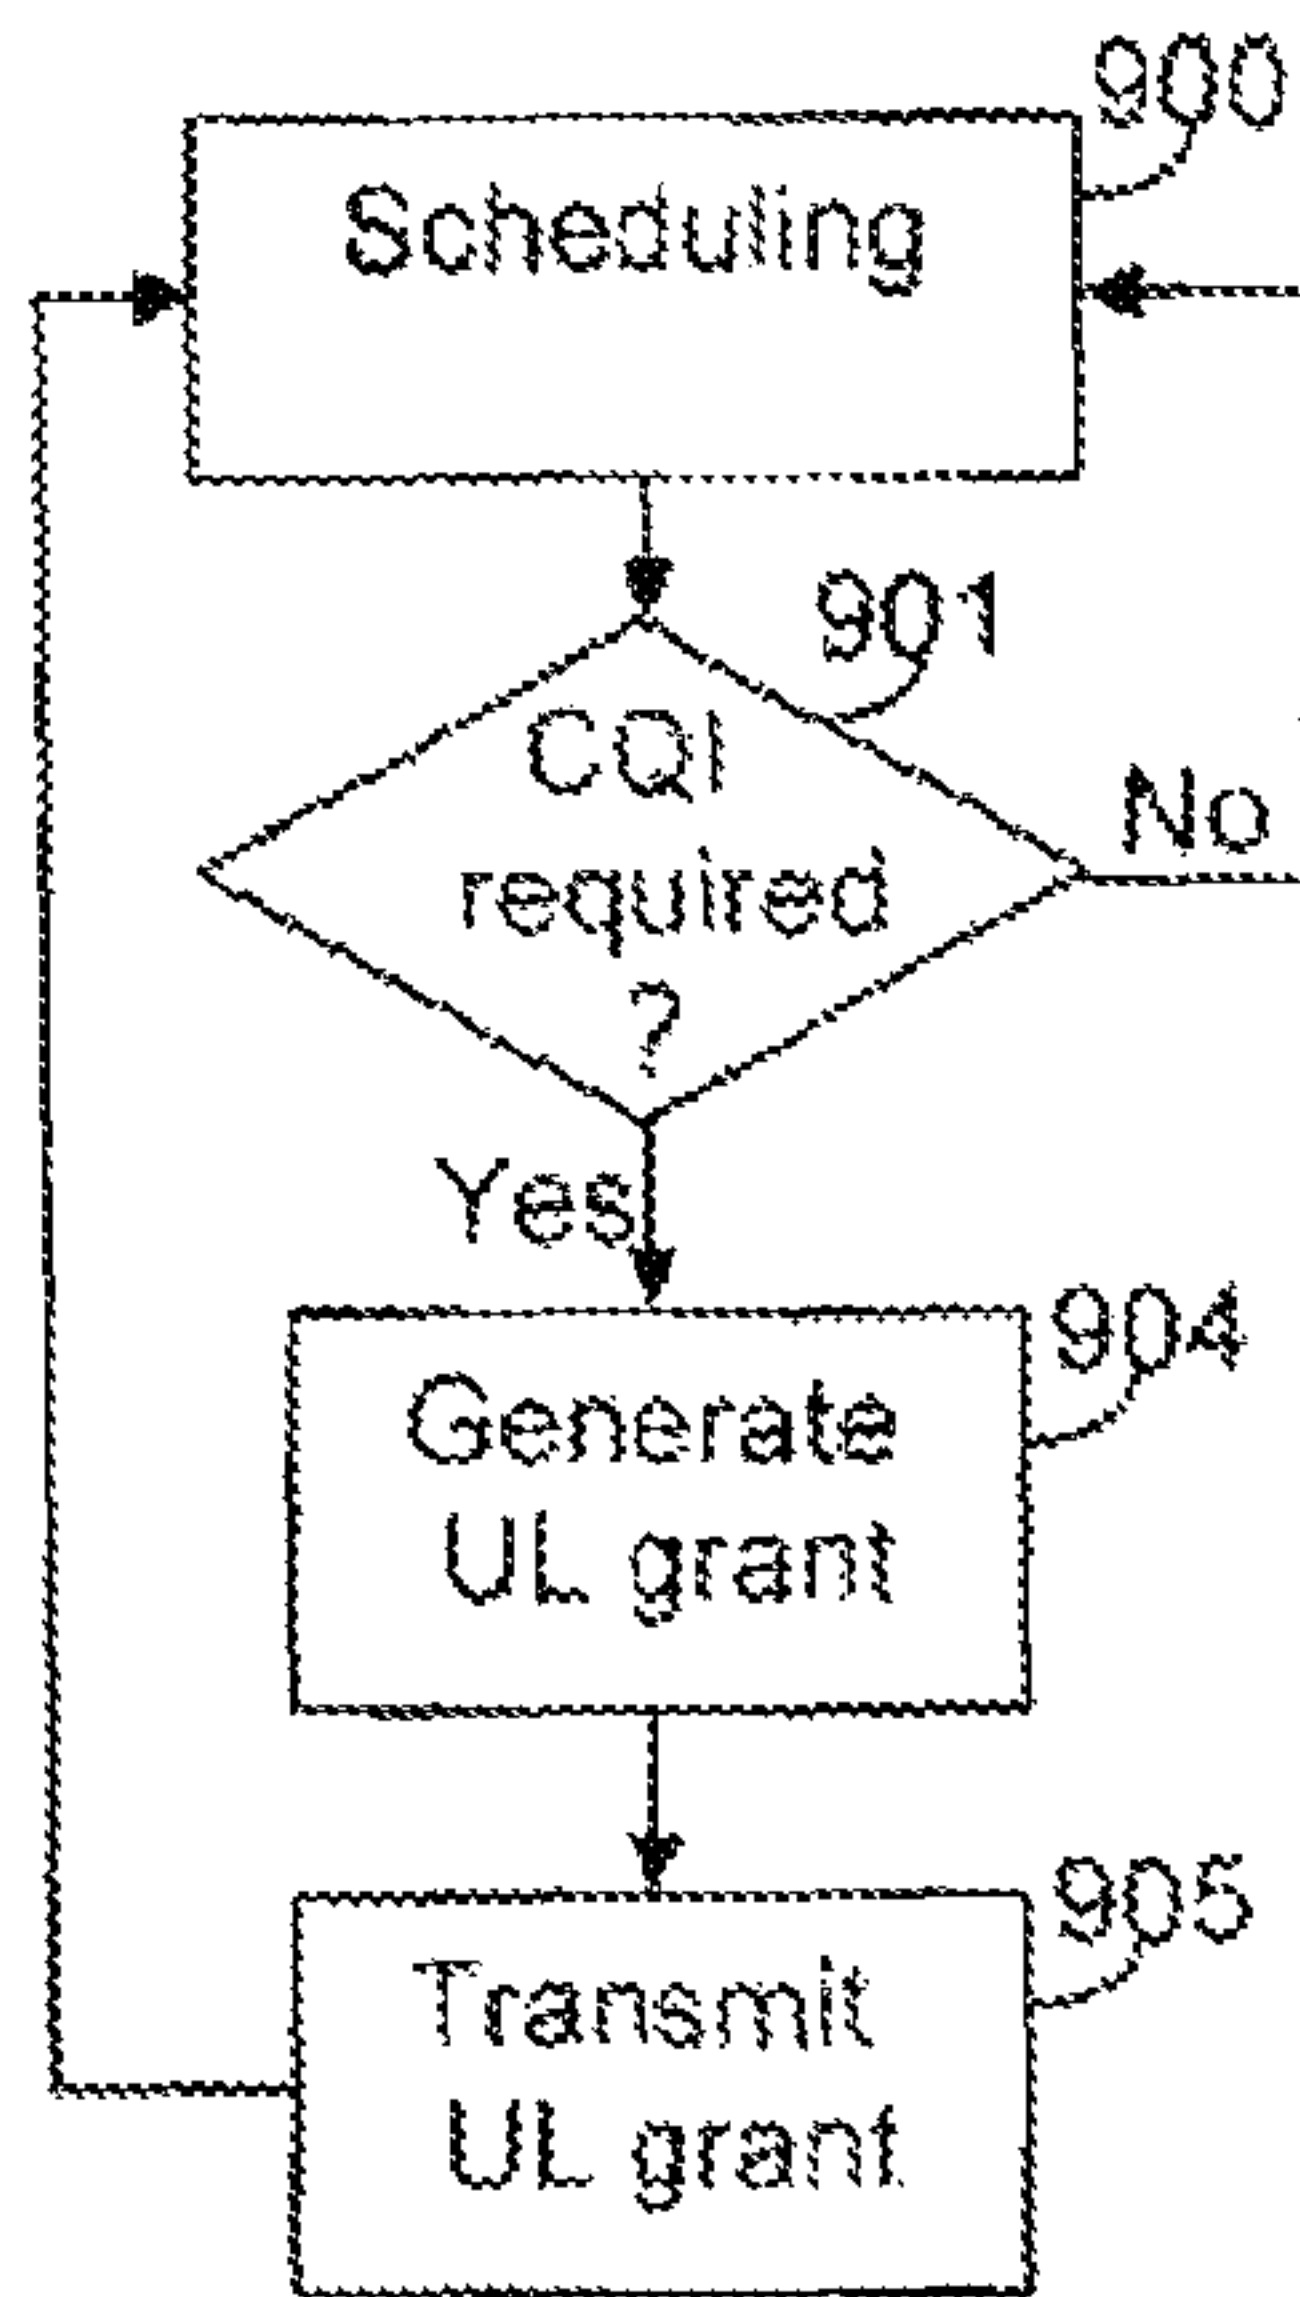 900
Scheduling
901
CQI
required
?
No
Yes
904
Generate
UL grant
905
Transmit
UL grant